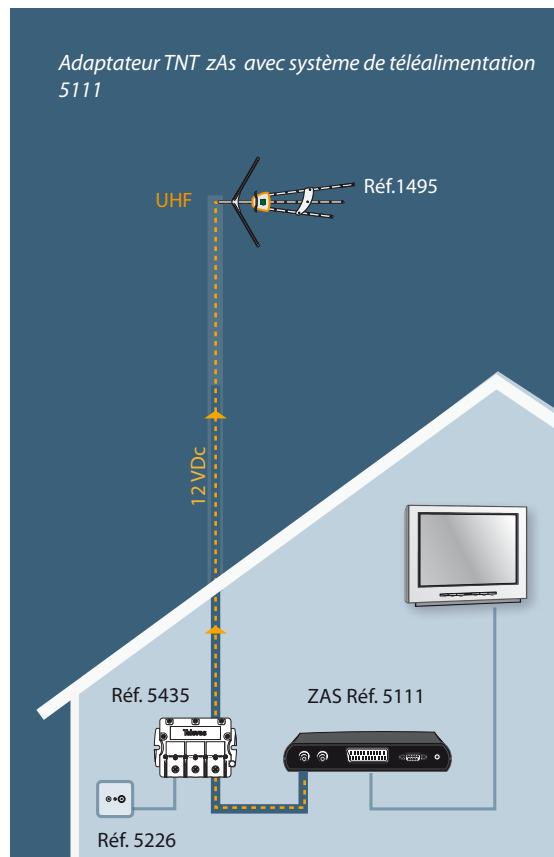 Adaptateur TNT zAs avec système de téléalimentation
5111
UHF
Réf.1495
12 VDc
Réf. 5435
ZAS Réf. 5111
Televes
Réf. 5226